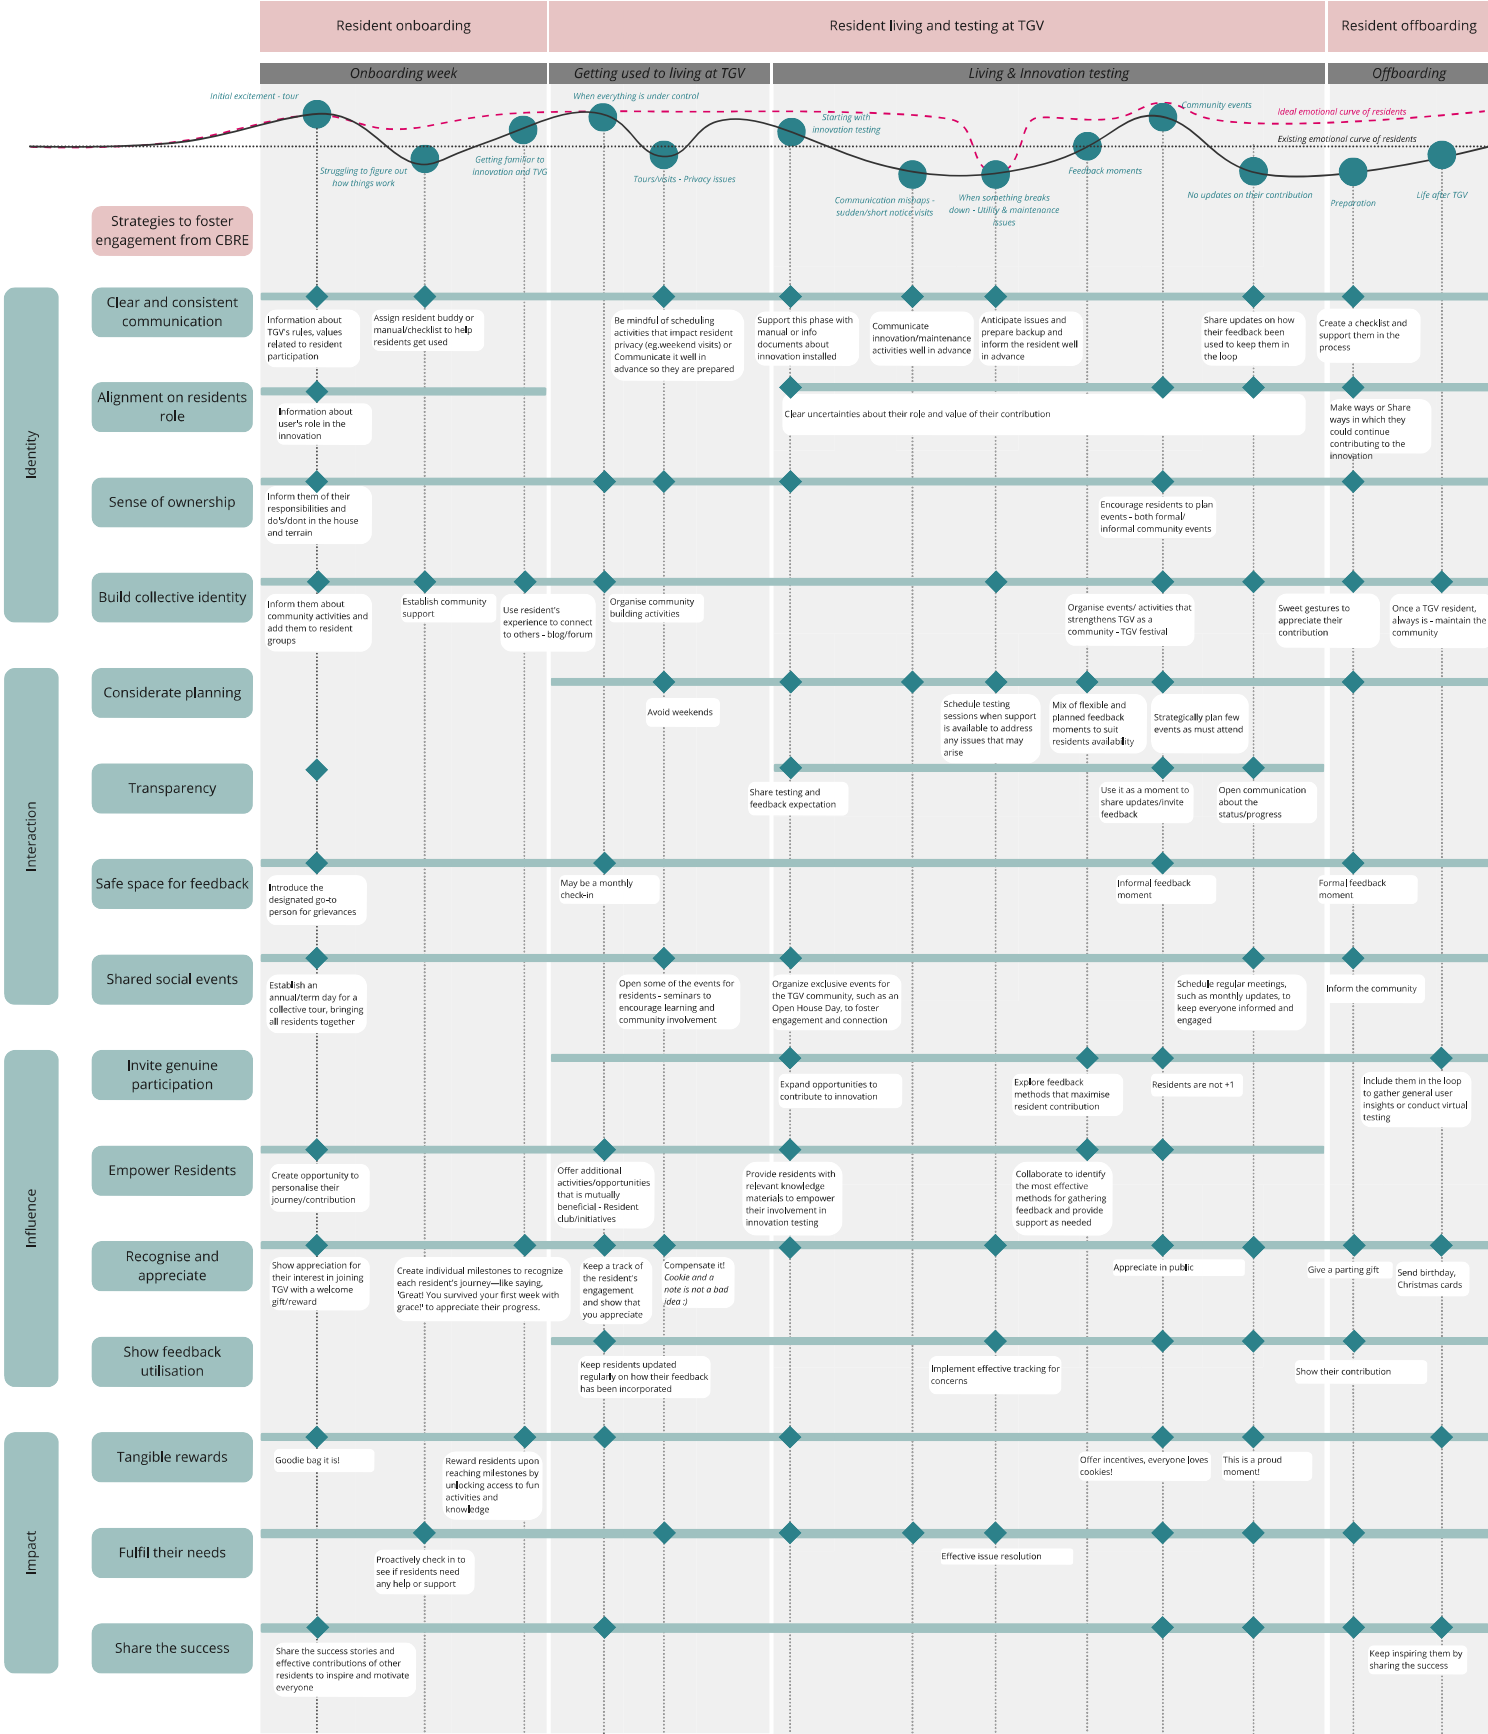 Resident onboarding
Resident living and testing at TGV
Resident offboarding
Onboarding week
Getting used to living at TGV
Living & Innovation testing
Offboarding
Initial excitement - tour
When everything is under control
Community events
Ideal emotional curve of residents
Starting with
innovation testing
Existing emotional curve of residents
Struggling to figure out
how things work
Getting familiar to
innovation and TVG
Tours/visits - Privacy issues
Feedback moments
Communication mishaps -
sudden/short notice visits
When something breaks
down - Utility & maintenance
issues
No updates on their contribution
Preparation
Life after TGV
Strategies to foster
engagement from CBRE
Identity
Clear and consistent
communication
Information about
TGV's rules, values
related to resident
participation
Assign resident buddy or
manual/checklist to help
residents get used
Be mindful of scheduling
activities that impact resident
privacy (eg.weekend visits) or
Communicate it well in
advance so they are prepared
Support this phase with
manual or info
documents about
innovation installed
Communicate
innovation/maintenance
activities well in advance
Anticipate issues and
prepare backup and
inform the resident well
in advance
Share updates on how
their feedback been
used to keep them in
the loop
Create a checklist and
support them in the
process
Alignment on residents
role
Information about
user's role in the
innovation
Clear uncertainties about their role and value of their contribution
Make ways or Share
ways in which they
could continue
contributing to the
innovation
Sense of ownership
Inform them of their
responsibilities and
do's/dont in the house
and terrain
Encourage residents to plan
events - both formal/
informal community events
Build collective identity
Inform them about
community activities and
add them to resident
groups
Establish community
support
Use resident's
experience to connect
to others - blog/forum
Organise community
building activities
Organise events/ activities that
strengthens TGV as a
community - TGV festival
Sweet gestures to
appreciate their
contribution
Once a TGV resident,
always is - maintain the
community
Interaction
Considerate planning
Avoid weekends
Schedule testing
sessions when support
is available to address
any issues that may
arise
Mix of flexible and
planned feedback
moments to suit
residents availability
Strategically plan few
events as must attend
Transparency
Share testing and
feedback expectation
Use it as a moment to
share updates/invite
feedback
Open communication
about the
status/progress
Safe space for feedback
Introduce the
designated go-to
person for grievances
May be a monthly
check-in
Informal feedback
moment
Formal feedback
moment
Shared social events
Establish an
annual/term day for a
collective tour, bringing
all residents together
Open some of the events for
residents - seminars to
encourage learning and
community involvement
Organize exclusive events for
the TGV community, such as an
Open House Day, to foster
engagement and connection
Schedule regular meetings,
such as monthly updates, to
keep everyone informed and
engaged
Inform the community
Influence
Invite genuine
participation
Expand opportunities to
contribute to innovation
Explore feedback
methods that maximise
resident contribution
Residents are not +1
Include them in the loop
to gather general user
insights or conduct virtual
testing
Empower Residents
Create opportunity to
personalise their
journey/contribution
Offer additional
activities/opportunities
that is mutually
beneficial - Resident
club/initiatives
Provide residents with
relevant knowledge
materials to empower
their involvement in
innovation testing
Collaborate to identify
the most effective
methods for gathering
feedback and provide
support as needed
Recognise and
appreciate
Show appreciation for
their interest in joining
TGV with a welcome
gift/reward
Create individual milestones to recognize
each resident's journey—like saying,
'Great! You survived your first week with
grace!' to appreciate their progress.
Keep a track of
the resident's
engagement
and show that
you appreciate
Compensate it!
Cookie and a
note is not a bad
idea :)
Appreciate in public
Give a parting gift
Send birthday,
Christmas cards
Show feedback
utilisation
Keep residents updated
regularly on how their feedback
has been incorporated
Implement effective tracking for
concerns
Show their contribution
Impact
Tangible rewards
Goodie bag it is!
Reward residents upon
reaching milestones by
unlocking access to fun
activities and
knowledge
Offer incentives, everyone loves
cookies!
This is a proud
moment!
Fulfil their needs
Proactively check in to
see if residents need
any help or support
Effective issue resolution
Share the success
Share the success stories and
effective contributions of other
residents to inspire and motivate
everyone
Keep inspiring them by
sharing the success